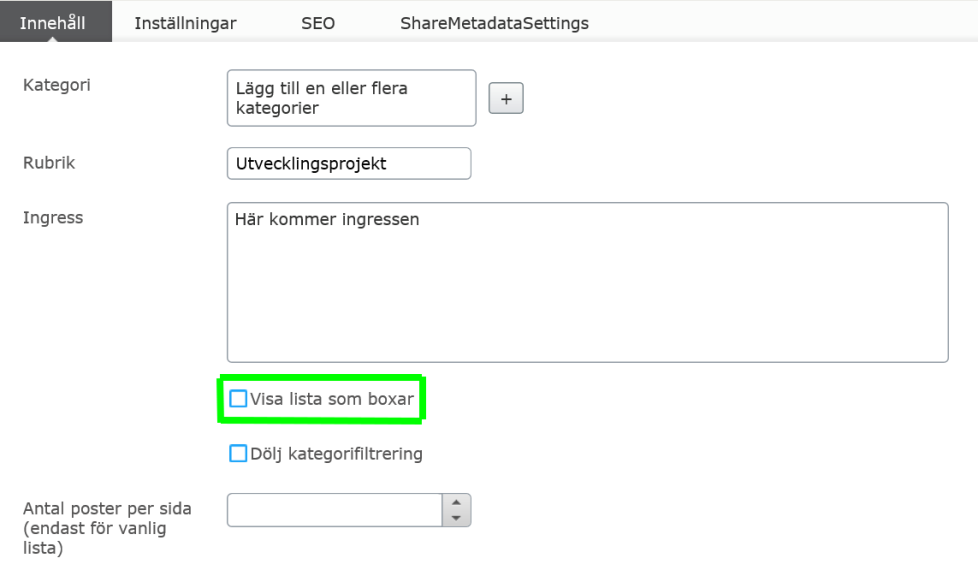 Innehåll Inställningar SEO ShareMetadataSettings
Kategori
Lägg till en eller flera
kategorier
+
Rubrik
Utvecklingsprojekt
Ingress
Här kommer ingressen
Visa lista som boxar
Dölj kategorifiltrering
Antal poster per sida
(endast för vanlig
lista)